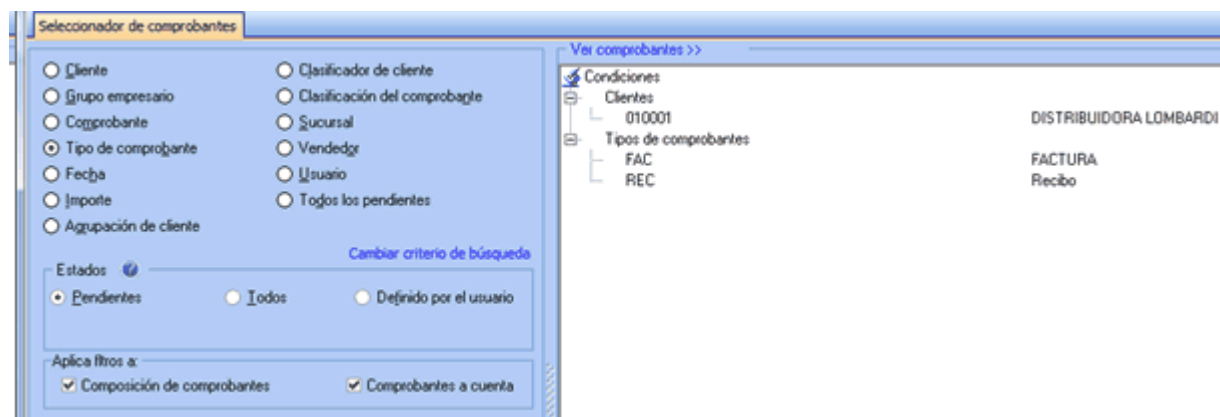 Seleccionador de comprobantes
Cliente
Clasificador de cliente
Grupo empresario
Clasificación del comprobante
Comprobante
Sucursal
Tipo de comprobante
Vendedor
Fecha
Usuario
Importe
Todos los pendientes
Agrupación de cliente
Cambiar criterio de búsqueda
Estados
Pendientes
Todos
Definido por el usuario
Aplica filtros a:
Composición de comprobantes
Comprobantes a cuenta
Ver comprobantes >>
Condiciones
Clientes
010001 DISTRIBUIDORA LOMBARDI
Tipos de comprobantes
FAC FACTURA
REC Recibo